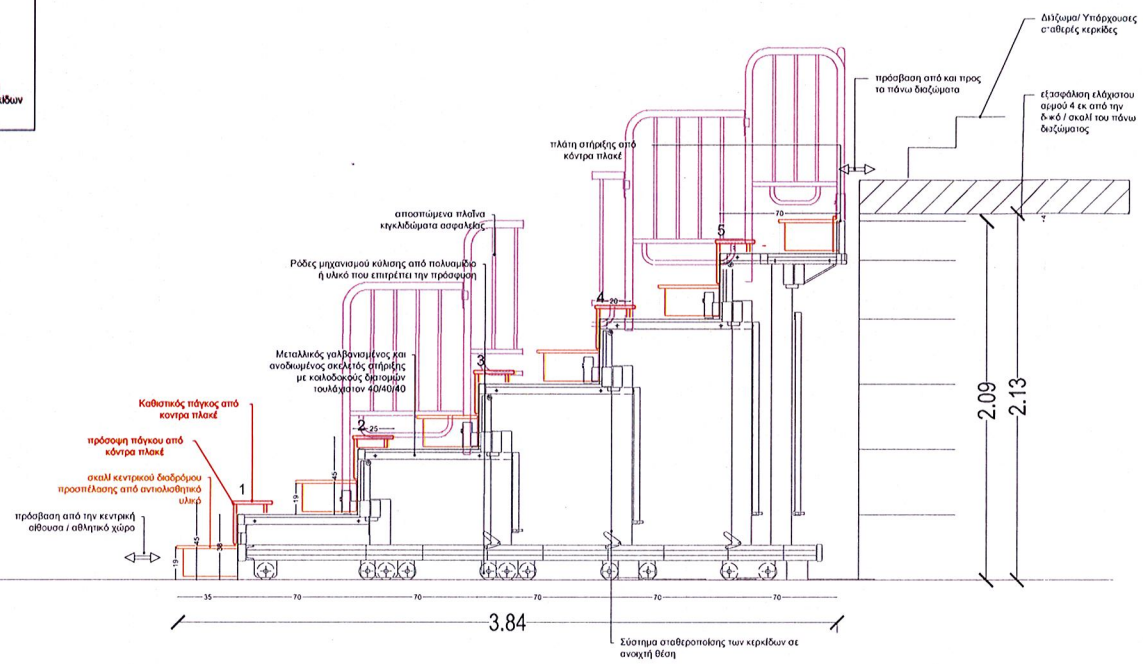 κίδων
Διάζωμα/ Υπάρχουσες
σταθερές κερκίδες
πρόσβαση από και προς
τα πάνω διαζώματα
εξασφάλιση ελάχιστου
αρμού 4 εκ από την
/ σκαλί του πάνω
διαζώματος
πλάτη στήριξης από
κόντρα πλακέ
αποσπώμενα πλαϊνα
κιγκλιδώματα ασφαλείας
Ρόδες μηχανισμού κύλισης από πολυαμίδιο
ή υλικό που επιτρέπει την πρόσφυση
Μεταλλικός γαλβανισμένος και
ανοδιωμένος σκελετός στήριξης
με κοιλοδοκούς διατομών
τουλάχιστον 40/40/40
Καθιστικός πάγκος από
κοντρα πλακέ
πρόσοψη πάγκου από
κόντρα πλακέ
σκαλί κεντρικού διαδρόμου
προσπέλασης από αντιολισθητικό
υλικό
πρόσβαση από την κεντρική
αίθουσα / αθλητικό χώρο
1
2
3
4
5
70
20
25
45
19
45
38
19
2.09
2.13
35
70
70
70
70
70
3.84
Σύστημα σταθεροποίσης των κερκίδων σε
ανοιχτή θέση